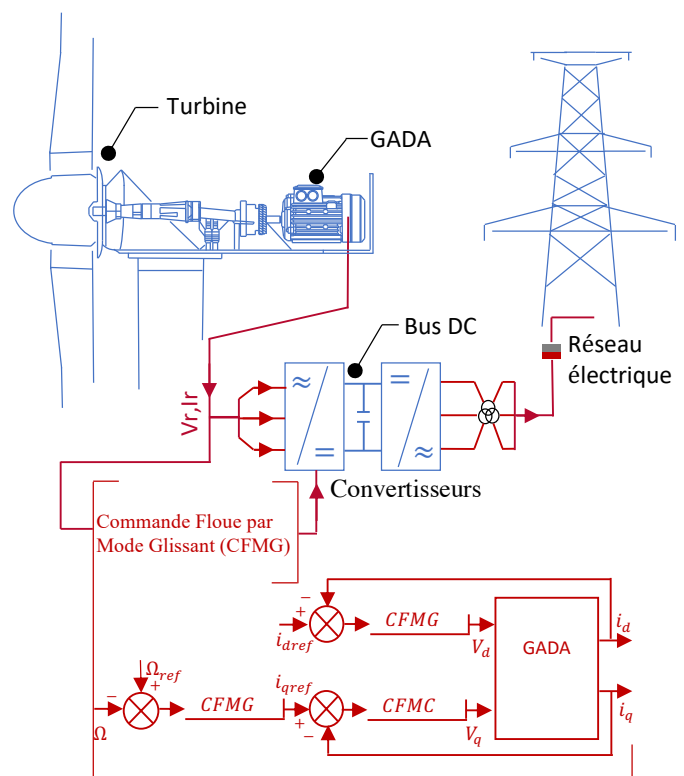 Turbine
GADA
Bus DC
Réseau
électrique
Vr,Ir
≈
=
=
≈
Convertisseurs
Commande Floue par
Mode Glissant (CFMG)
−
+
i_dref
CFMG
V_d
GADA
i_d
Ω_ref
+
−
Ω
CFMG
i_qref
+
−
CFMC
V_q
i_q